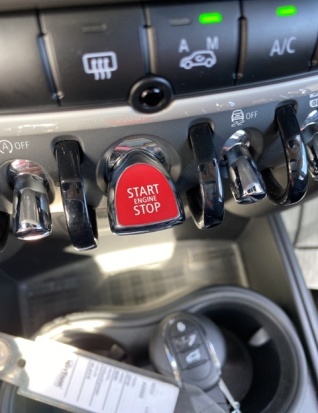 A M
A/C
A OFF
OFF
START
ENGINE
STOP